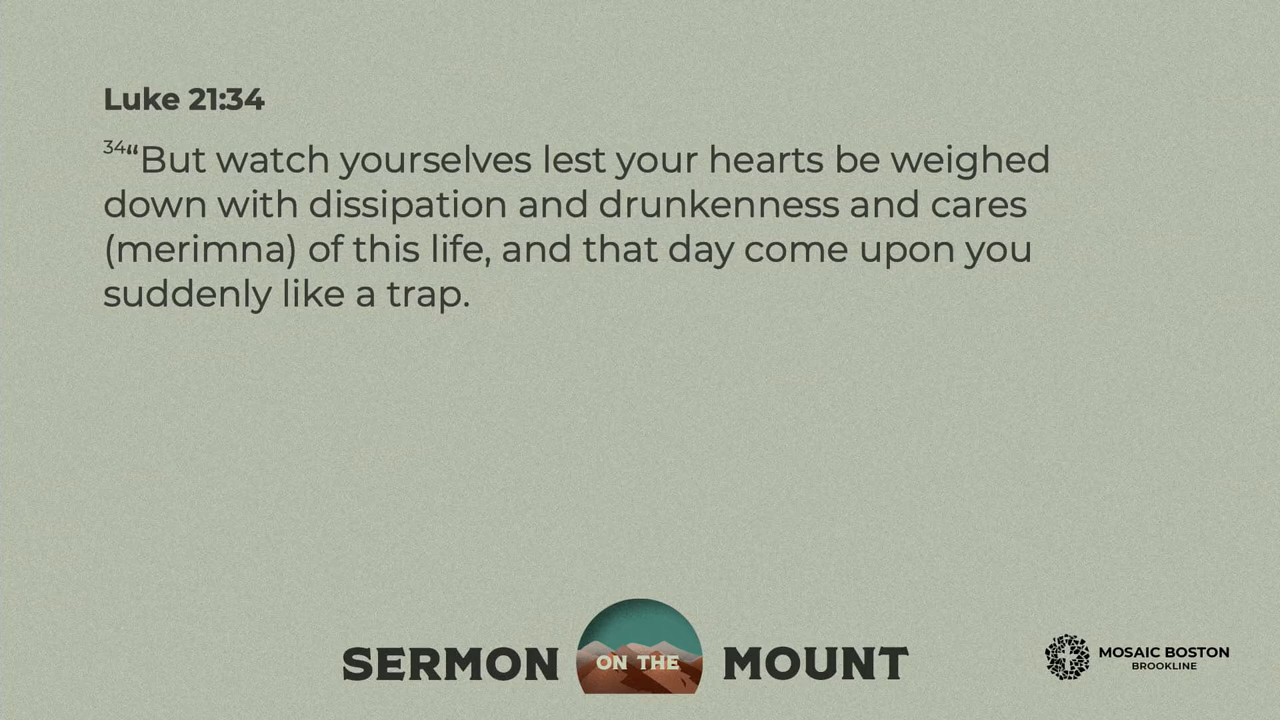 Luke 21:34
34“But watch yourselves lest your hearts be weighed
down with dissipation and drunkenness and cares
(merimna) of this life, and that day come upon you
suddenly like a trap.
SERMON ON THE MOUNT
MOSAIC BOSTON
BROOKLINE